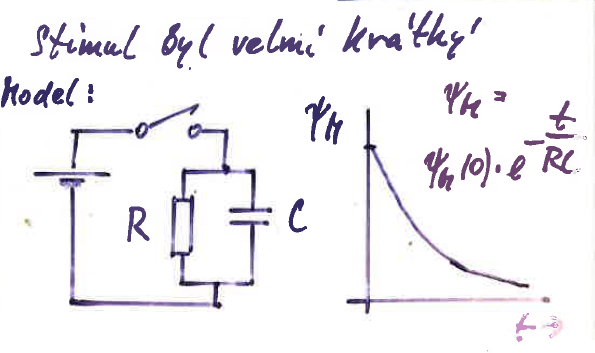 Stimul byl velmi krátký
Model:
R
C
ψM
t →
ψM =
ψM(0)·e^-t/RC